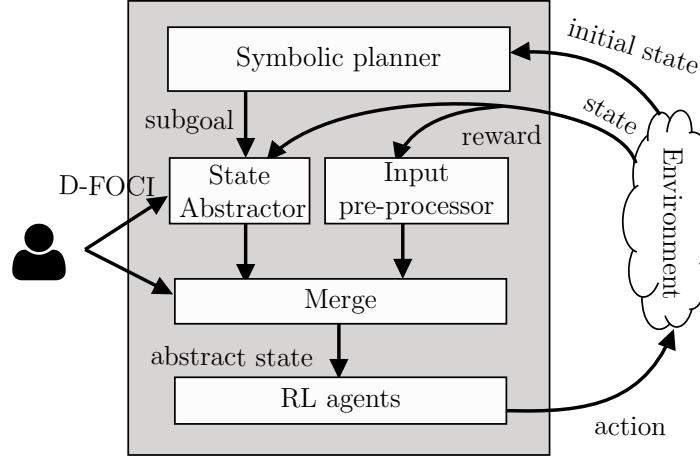 initial state
Symbolic planner
state
subgoal
reward
D-FOCI
State
Abstractor
Input
pre-processor
Environment
Merge
abstract state
RL agents
action